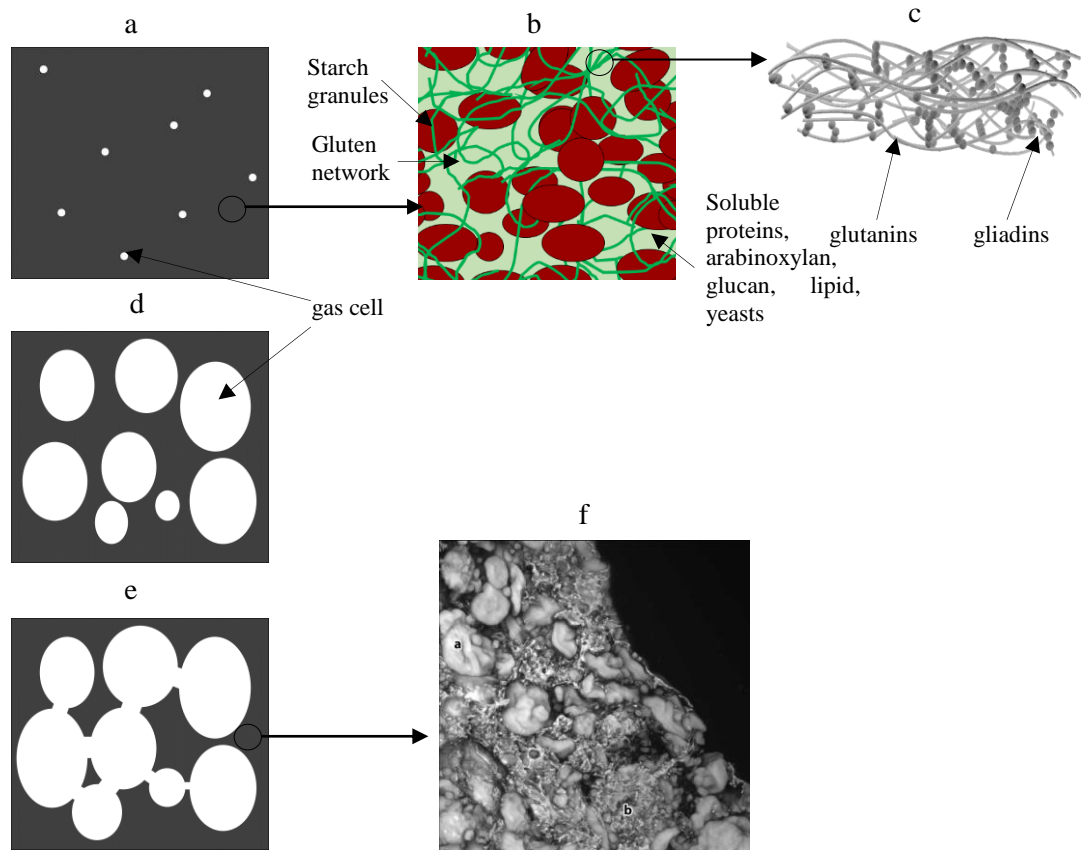 a
b
c
Starch
granules
Gluten
network
Soluble
proteins,
arabinoxylan,
glucan, lipid,
yeasts
glutanins
gliadins
d
gas cell
e
f
a
b